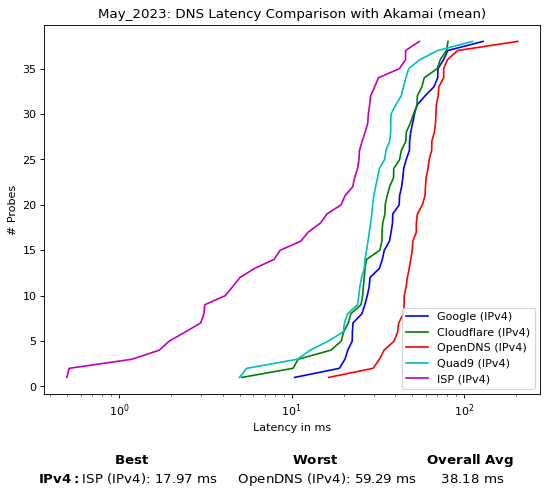 May_2023: DNS Latency Comparison with Akamai (mean)
# Probes
35
30
25
20
15
10
5
0
Google (IPv4)
Cloudflare (IPv4)
OpenDNS (IPv4)
Quad9 (IPv4)
ISP (IPv4)
10⁰ 10¹ 10²
Latency in ms
Best Worst Overall Avg
IPv4: ISP (IPv4): 17.97 ms OpenDNS (IPv4): 59.29 ms 38.18 ms